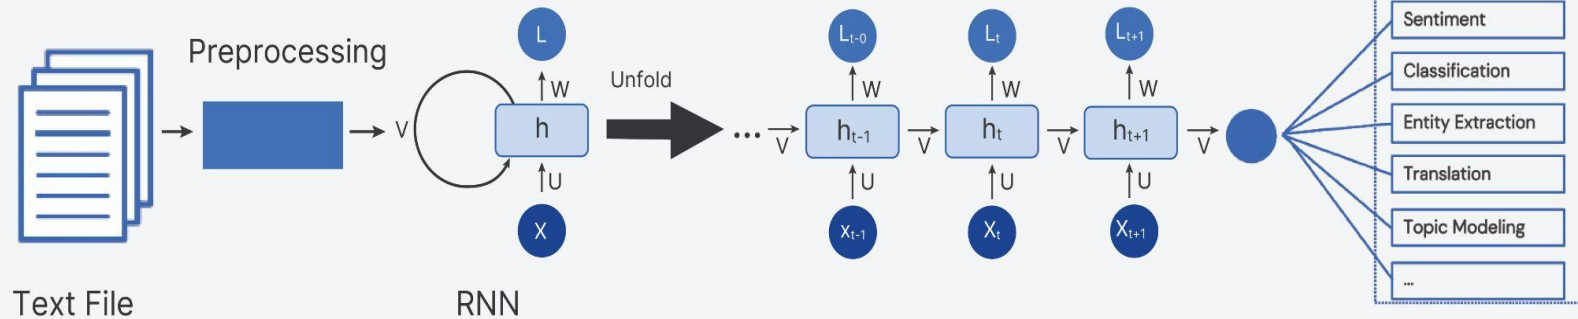 Preprocessing
Text File
V
L
W
h
U
X
RNN
Unfold
...
V
Lt-0
W
ht-1
U
xt-1
V
Lt
W
ht
U
Xt
V
Lt+1
W
ht+1
U
Xt+1
V
Sentiment
Classification
Entity Extraction
Translation
Topic Modeling
...